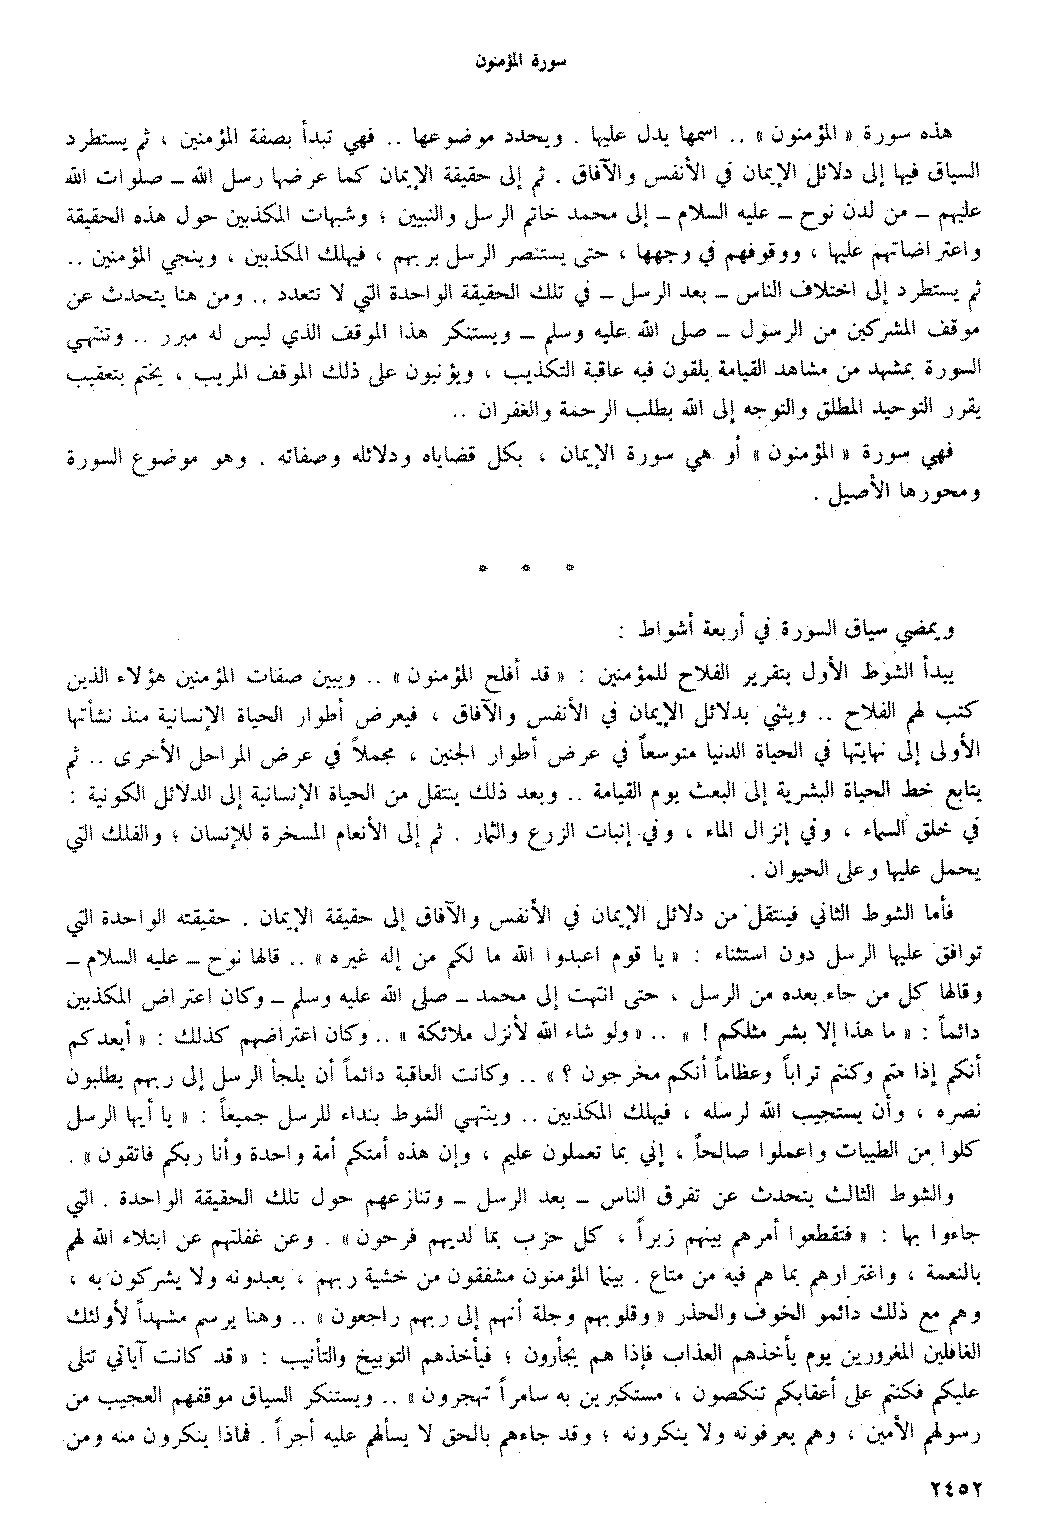 سورة المؤمنون
هذه سورة « المؤمنون » .. اسمها يدل عليها . ويحدد موضوعها .. فهي تبدأ بصفة المؤمنين ، ثم يستطرد
السياق فيها إلى دلائل الإيمان في الأنفس والآفاق . ثم إلى حقيقة الإيمان كما عرضها رسل الله – صلوات الله
عليهم – من لدن نوح – عليه السلام – إلى محمد خاتم الرسل والنبيين ؛ وشبهات المكذبين حول هذه الحقيقة
واعتراضاتهم عليها ، ووقوفهم في وجهها ، حتى يستنصر الرسل بربهم ، فيهلك المكذبين ، وينجي المؤمنين ..
ثم يستطرد إلى اختلاف الناس – بعد الرسل – في تلك الحقيقة الواحدة التي لا تتعدد .. ومن هنا يتحدث عن
موقف المشركين من الرسول – صلى الله عليه وسلم – ويستنكر هذا الموقف الذي ليس له مبرر .. وتنتهي
السورة بمشهد من مشاهد القيامة يلقون فيه عاقبة التكذيب ، ويؤنبون على ذلك الموقف المريب ، يختم بتعقيب
يقرر التوحيد المطلق والتوجه إلى الله بطلب الرحمة والغفران ..
فهي سورة « المؤمنون » أو هي سورة الإيمان ، بكل قضاياه ودلائله وصفاته . وهو موضوع السورة
ومحورها الأصيل .
* * *
ويمضي سياق السورة في أربعة أشواط :
يبدأ الشوط الأول بتقرير الفلاح للمؤمنين : « قد أفلح المؤمنون » .. ويبين صفات المؤمنين هؤلاء الذين
كتب لهم الفلاح .. ويثني بدلائل الإيمان في الأنفس والآفاق ، فيعرض أطوار الحياة الإنسانية منذ نشأتها
الأولى إلى نهايتها في الحياة الدنيا متوسعاً في عرض أطوار الجنين ، مجملاً في عرض المراحل الأخرى .. ثم
يتابع خط الحياة البشرية إلى البعث يوم القيامة .. وبعد ذلك ينتقل من الحياة الإنسانية إلى الدلائل الكونية :
في خلق السماء ، وفي إنزال الماء ، وفي إنبات الزرع والثمار . ثم إلى الأنعام المسخرة للإنسان ؛ والفلك التي
يحمل عليها وعلى الحيوان .
فأما الشوط الثاني فينتقل من دلائل الإيمان في الأنفس والآفاق إلى حقيقة الإيمان . حقيقته الواحدة التي
توافق عليها الرسل دون استثناء : « يا قوم اعبدوا الله ما لكم من إله غيره » .. قالها نوح – عليه السلام –
وقالها كل من جاء بعده من الرسل ، حتى انتهت إلى محمد – صلى الله عليه وسلم – وكان اعتراض المكذبين
دائماً : « ما هذا إلا بشر مثلكم ! » .. « ولو شاء الله لأنزل ملائكة » .. وكان اعتراضهم كذلك : « أيعدكم
أنكم إذا متم وكنتم تراباً وعظاماً أنكم مخرجون ؟ » .. وكانت العاقبة دائماً أن يلجأ الرسل إلى ربهم يطلبون
نصره ، وأن يستجيب الله لرسله ، فيهلك المكذبين .. وينتهي الشوط بنداء للرسل جميعاً : « يا أيها الرسل
كلوا من الطيبات واعملوا صالحاً ، إني بما تعملون عليم ، وإن هذه أمتكم أمة واحدة وأنا ربكم فاتقون » .
والشوط الثالث يتحدث عن تفرق الناس – بعد الرسل – وتنازعهم حول تلك الحقيقة الواحدة . التي
جاءوا بها : « فتقطعوا أمرهم بينهم زبراً ، كل حزب بما لديهم فرحون » . وعن غفلتهم عن ابتلاء الله لهم
بالنعمة ، واغترارهم بما هم فيه من متاع . بينما المؤمنون مشفقون من خشية ربهم ، يعبدونه ولا يشركون به ،
وهم مع ذلك دائمو الخوف والحذر « وقلوبهم وجلة أنهم إلى ربهم راجعون » .. وهنا يرسم مشهداً لأولئك
الغافلين المغرورين يوم يأخذهم العذاب فإذا هم يجأرون ؛ فيأخذهم التوبيخ والتأنيب : « قد كانت آياتي تتلى
عليكم فكنتم على أعقابكم تنكصون ، مستكبرين به سامراً تهجرون » .. ويستنكر السياق موقفهم العجيب من
رسولهم الأمين ، وهم يعرفونه ولا ينكرونه ؛ وقد جاءهم بالحق لا يسألهم عليه أجراً . فماذا ينكرون منه ومن
٢٤٥٢